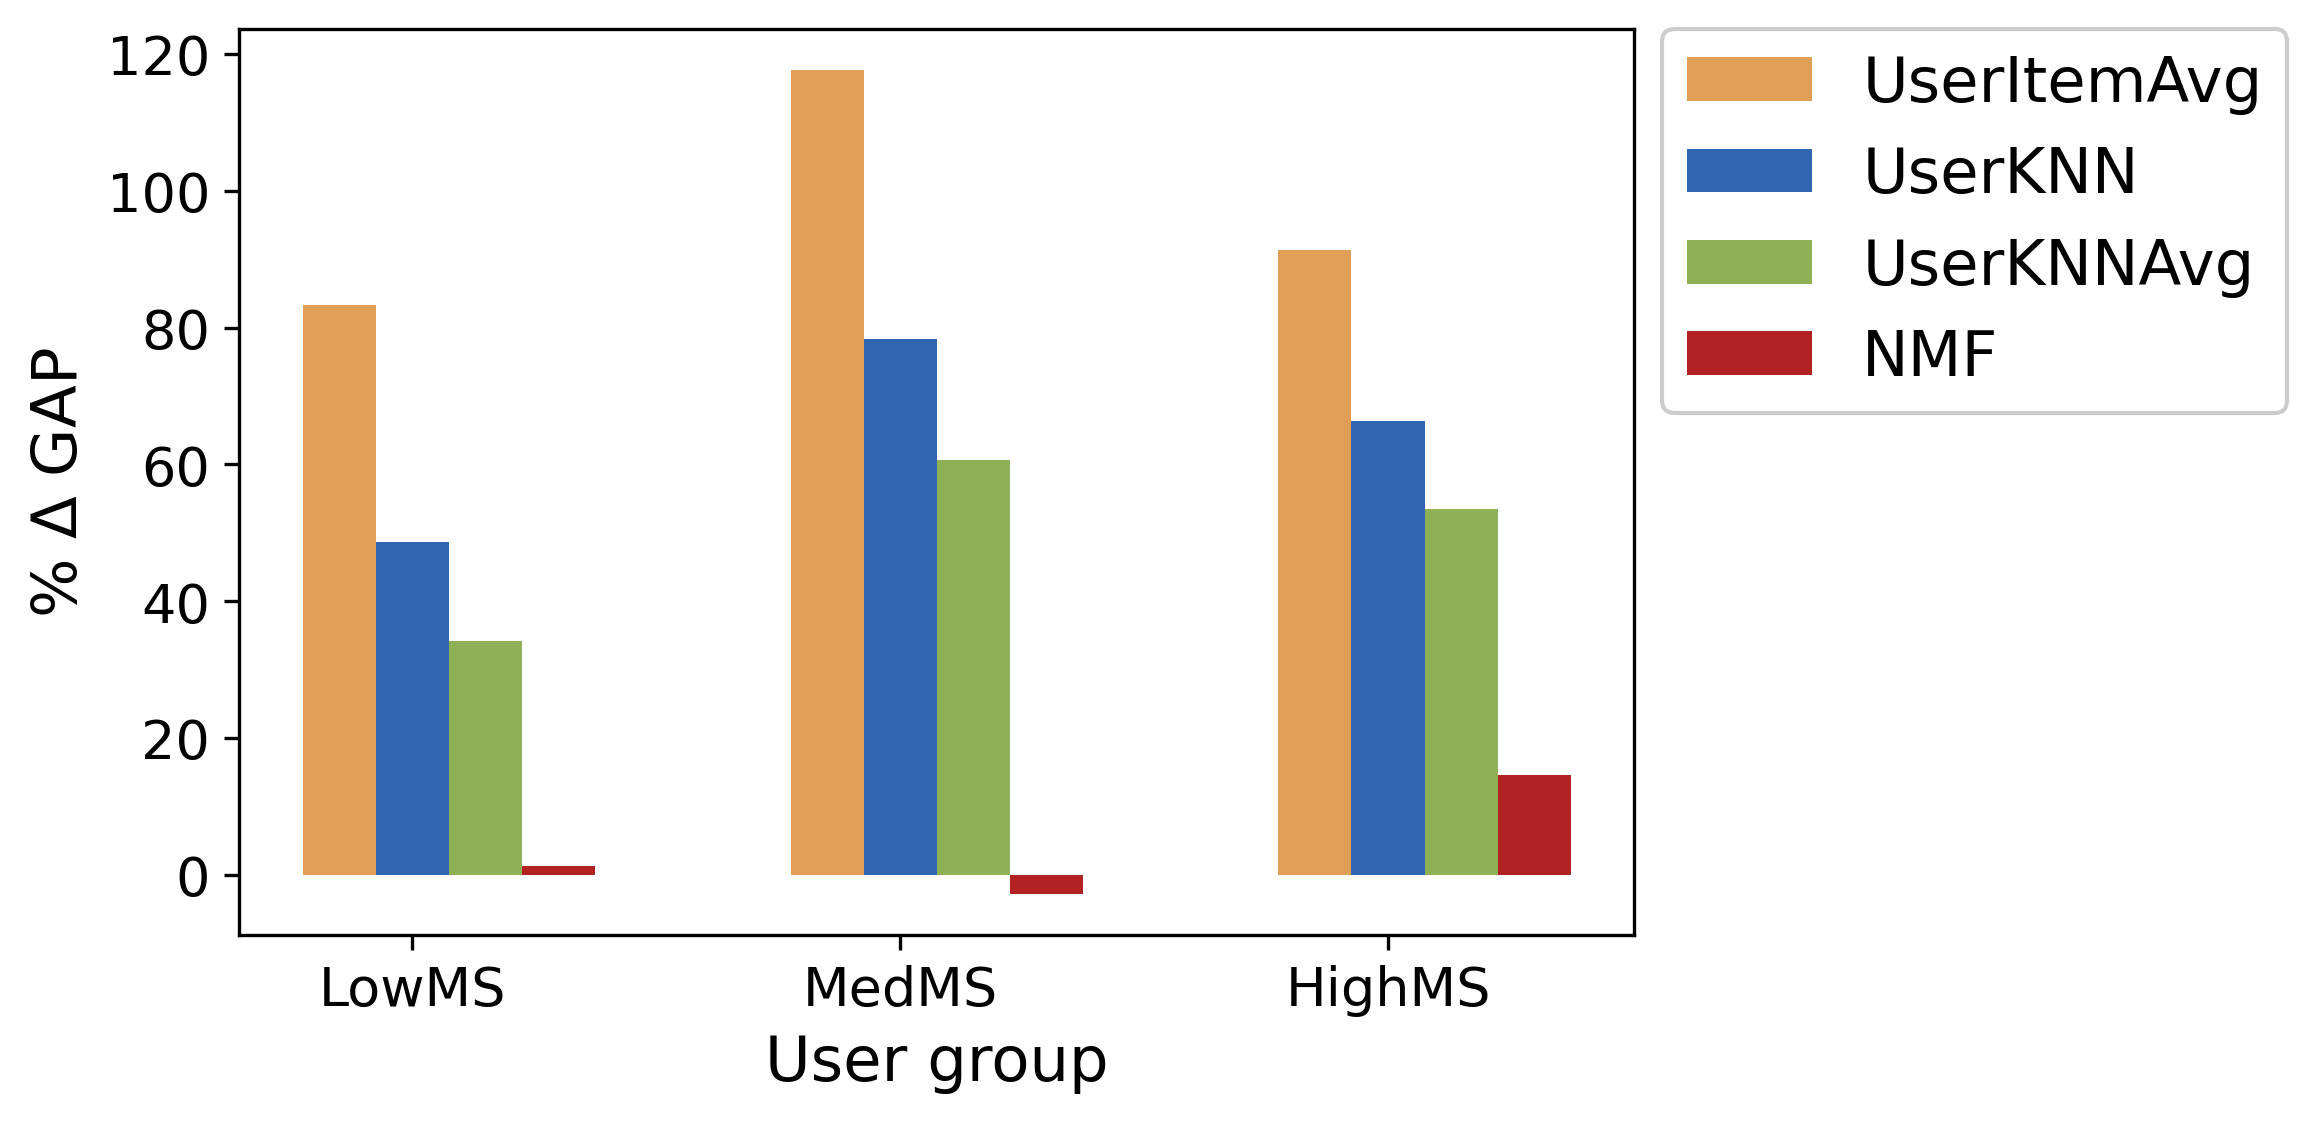 % Δ GAP
120
100
80
60
40
20
0
LowMS
MedMS
HighMS
User group
UserItemAvg
UserKNN
UserKNNAvg
NMF